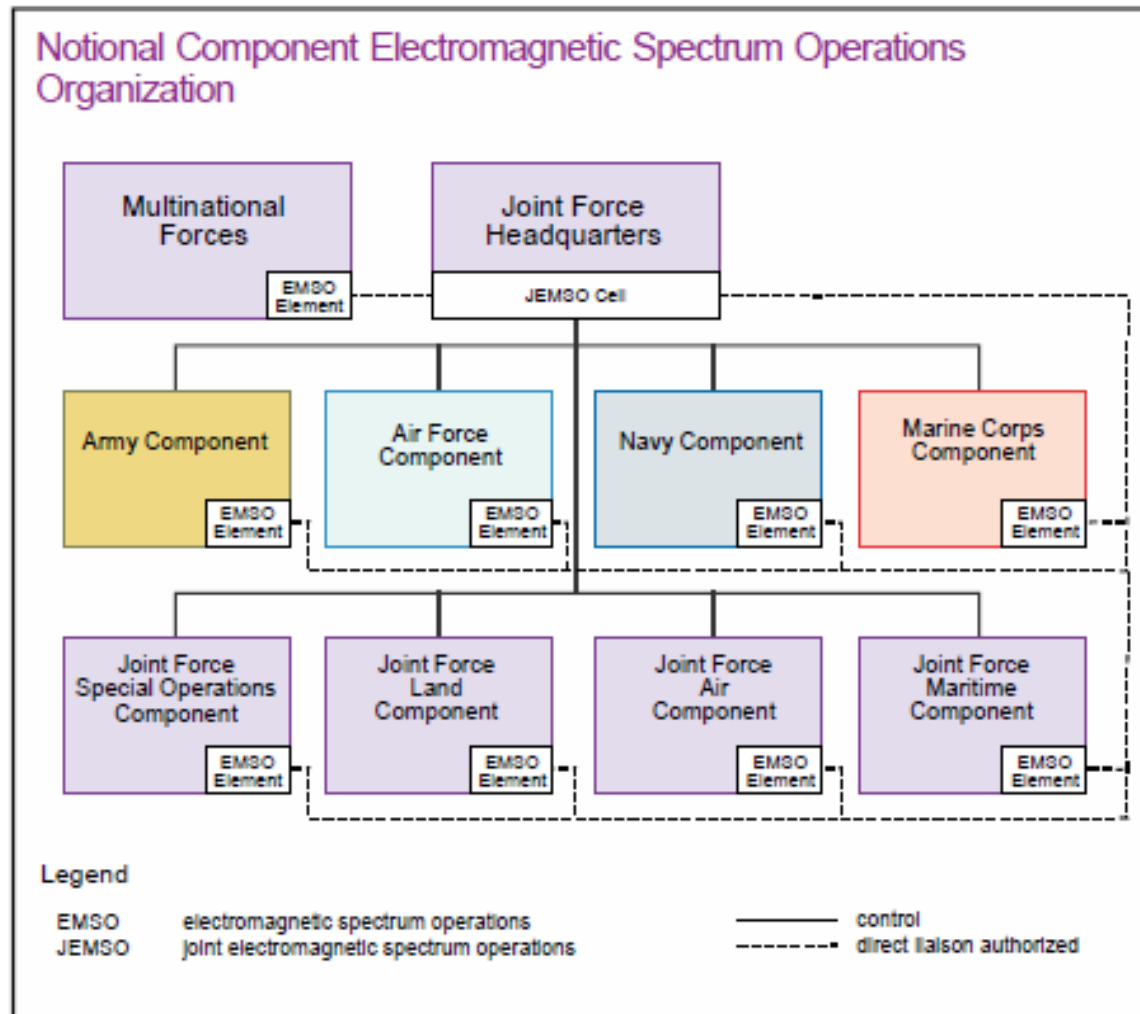 Notional Component Electromagnetic Spectrum Operations
Organization
Multinational
Forces
EMSO
Element
Joint Force
Headquarters
JEMSO Cell
Army Component
EMSO
Element
Air Force
Component
EMSO
Element
Navy Component
EMSO
Element
Marine Corps
Component
EMSO
Element
Joint Force
Special Operations
Component
EMSO
Element
Joint Force
Land
Component
EMSO
Element
Joint Force
Air
Component
EMSO
Element
Joint Force
Maritime
Component
EMSO
Element
Legend
EMSO electromagnetic spectrum operations
JEMSO joint electromagnetic spectrum operations
control
direct liaison authorized